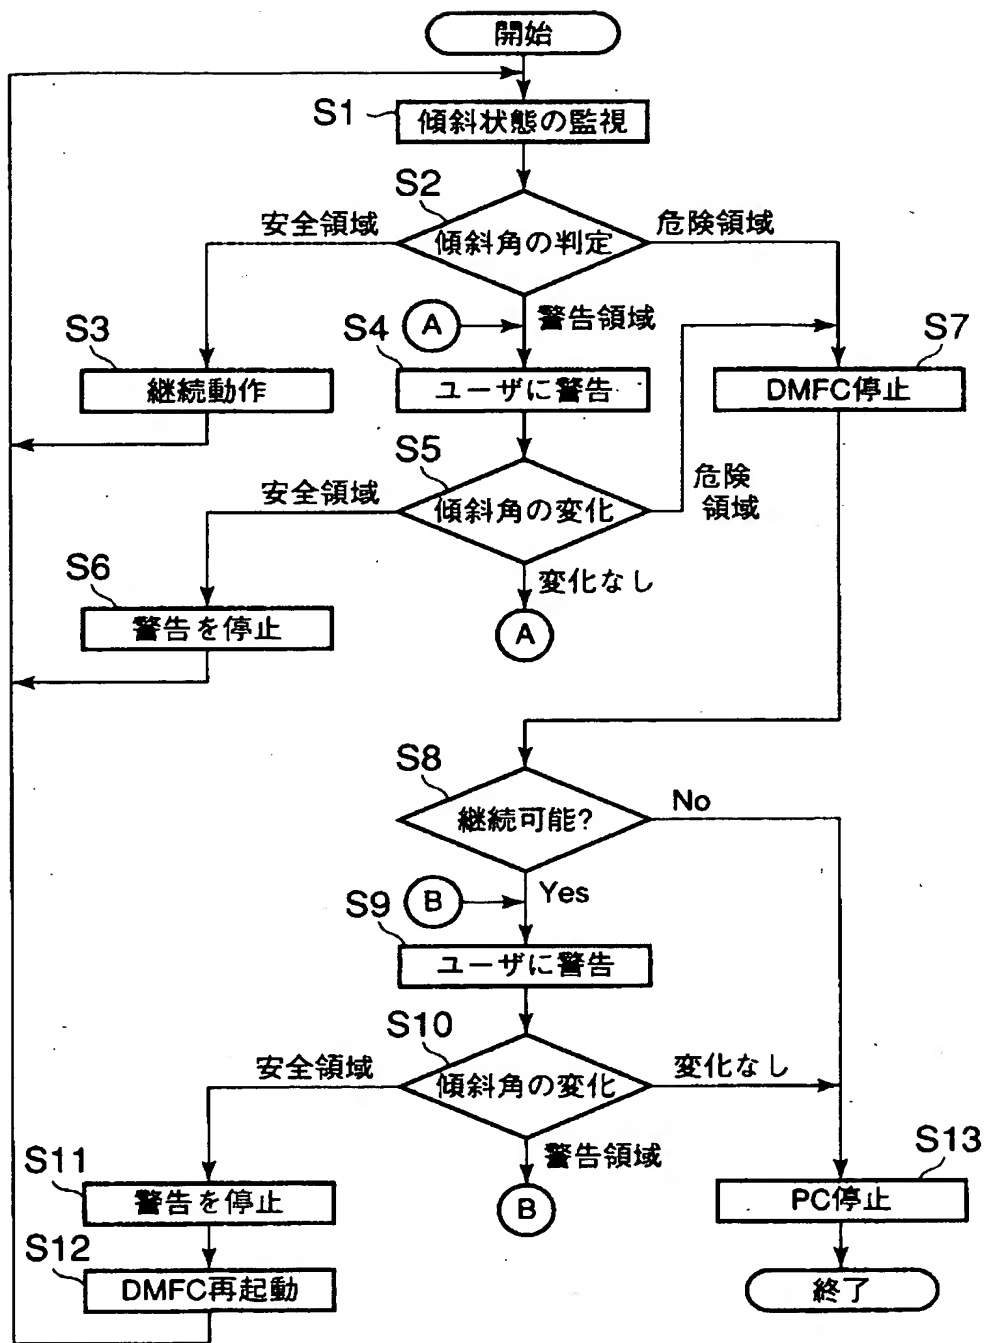 開始
S1
傾斜状態の監視
S2
安全領域
傾斜角の判定
危険領域
警告領域
A
S3
継続動作
S4
ユーザに警告
S7
DMFC停止
S5
安全領域
傾斜角の変化
危険
領域
変化なし
A
S6
警告を停止
S8
継続可能?
No
Yes
B
S9
ユーザに警告
S10
安全領域
傾斜角の変化
変化なし
警告領域
B
S11
警告を停止
S12
DMFC再起動
S13
PC停止
終了